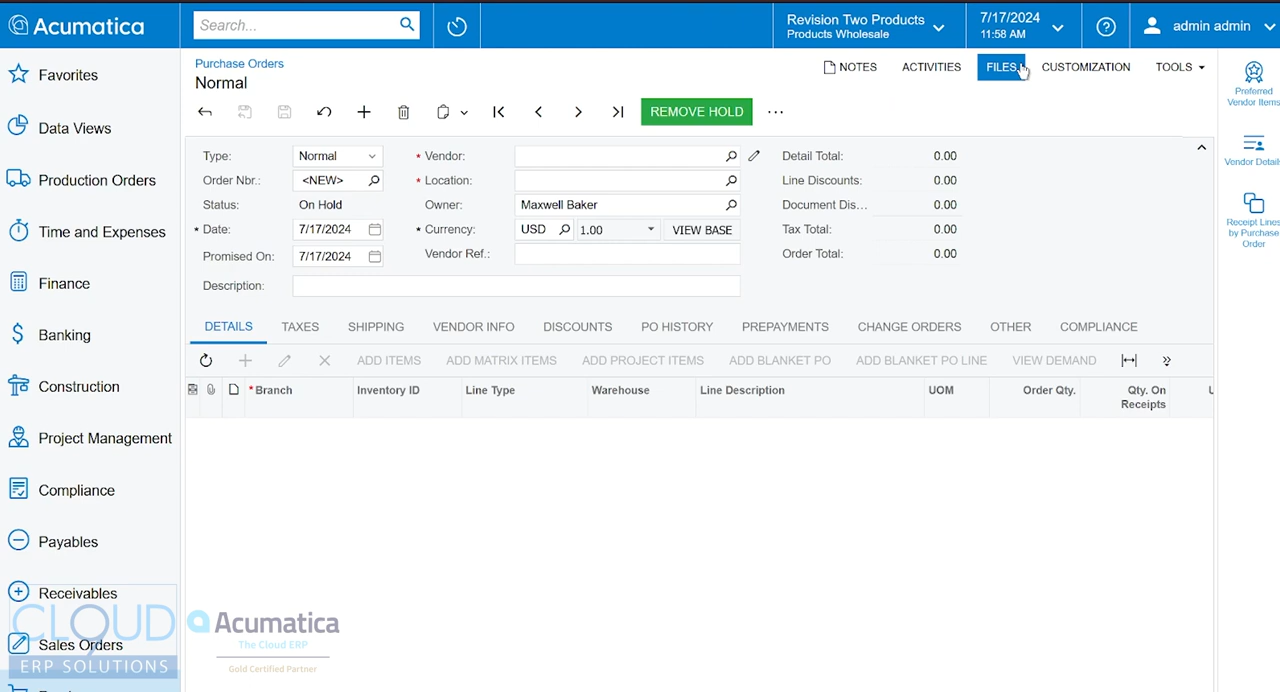 Acumatica
Search...
Revision Two Products
Products Wholesale
7/17/2024
11:58 AM
admin admin
Favorites
Data Views
Production Orders
Time and Expenses
Finance
Banking
Construction
Project Management
Compliance
Payables
Receivables
Sales Orders
Purchase Orders
Normal
NOTES
ACTIVITIES
FILES
CUSTOMIZATION
TOOLS
REMOVE HOLD
Type:
Normal
* Vendor:
Detail Total:
0.00
Order Nbr.:
<NEW>
* Location:
Line Discounts:
0.00
Status:
On Hold
Owner:
Maxwell Baker
Document Dis...
0.00
* Date:
7/17/2024
* Currency:
USD
1.00
VIEW BASE
Tax Total:
0.00
Promised On:
7/17/2024
Vendor Ref.:
Order Total:
0.00
Description:
DETAILS
TAXES
SHIPPING
VENDOR INFO
DISCOUNTS
PO HISTORY
PREPAYMENTS
CHANGE ORDERS
OTHER
COMPLIANCE
ADD ITEMS
ADD MATRIX ITEMS
ADD PROJECT ITEMS
ADD BLANKET PO
ADD BLANKET PO LINE
VIEW DEMAND
* Branch
Inventory ID
Line Type
Warehouse
Line Description
UOM
Order Qty.
Qty. On
Receipts
Preferred
Vendor Items
Vendor Details
Receipt Lines
by Purchase
Order
CLOUD
ERP SOLUTIONS
Acumatica
The Cloud ERP
Gold Certified Partner